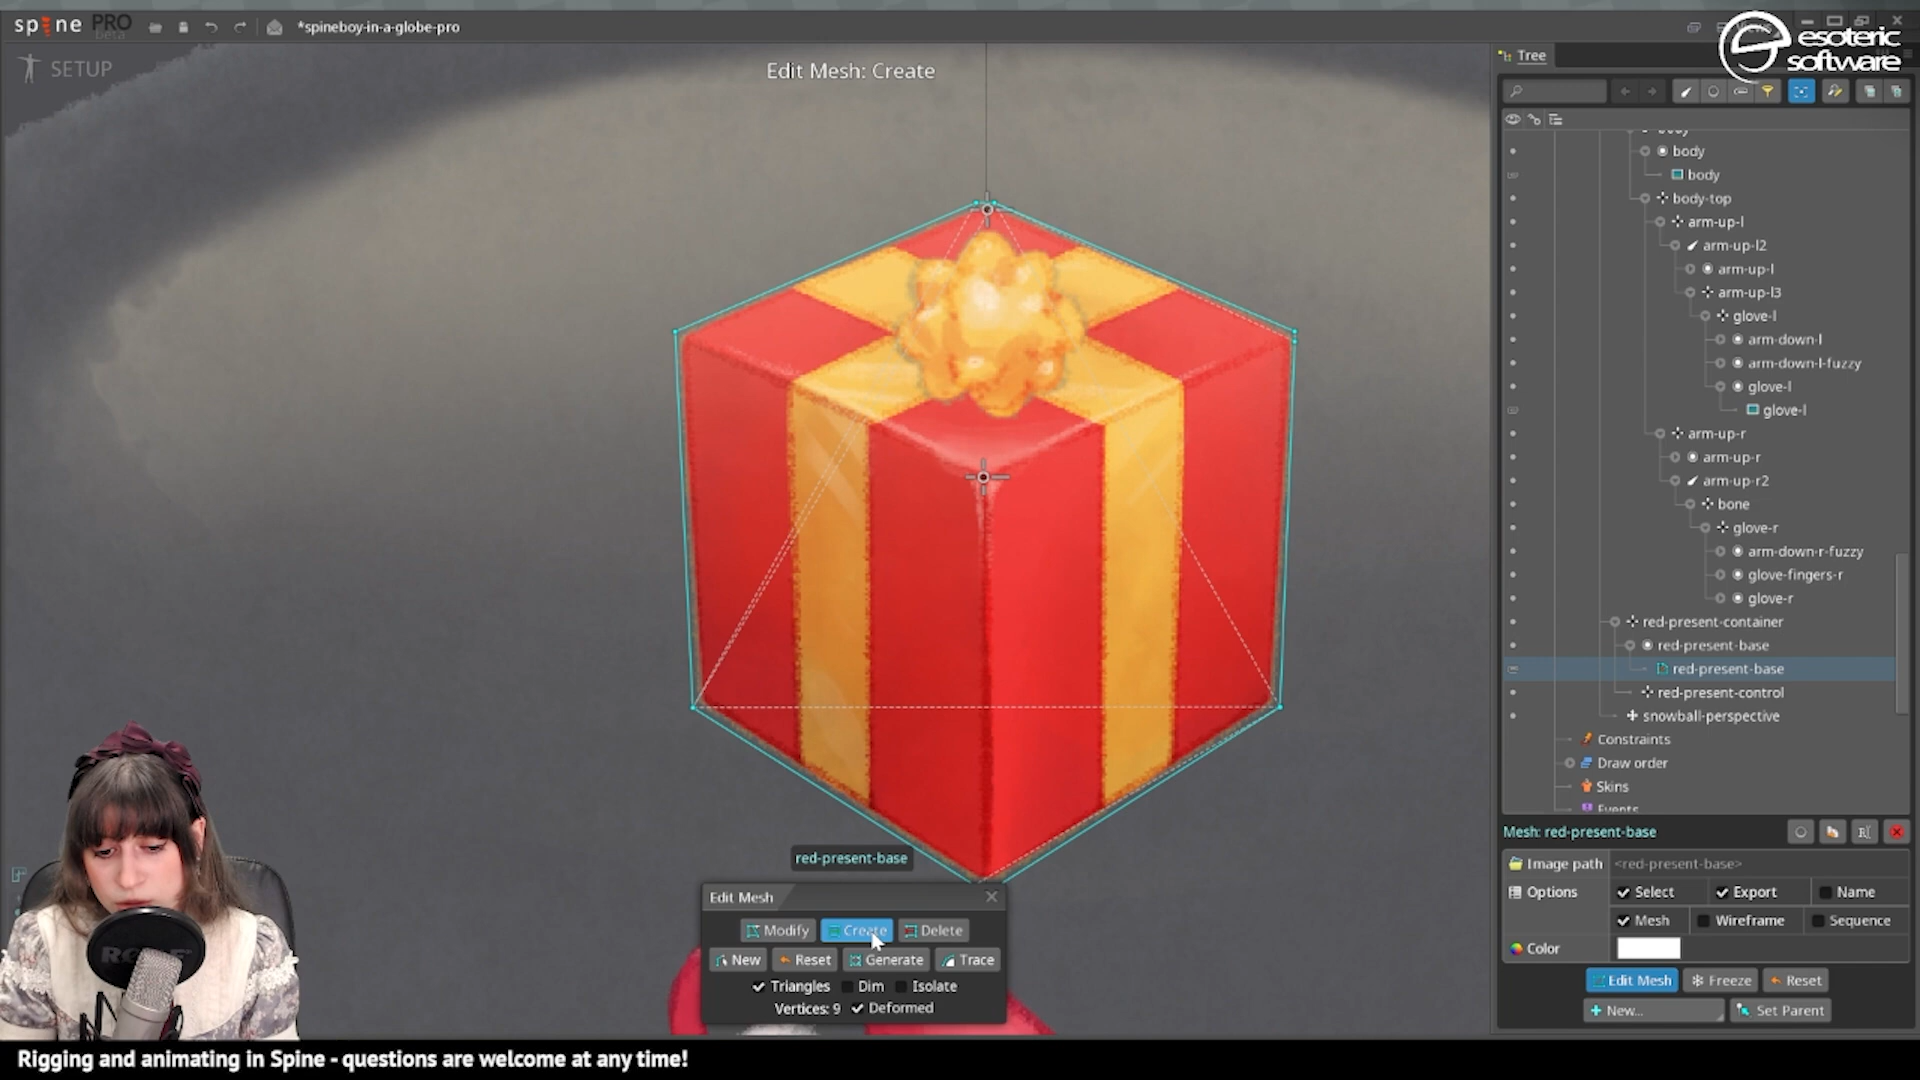 spine PRO
beta
*spineboy-in-a-globe-pro
Views
esoteric
software
SETUP
Edit Mesh: Create
Tree
body
body
body
body-top
arm-up-l
arm-up-l2
arm-up-l
arm-up-l3
glove-l
arm-down-l
arm-down-l-fuzzy
glove-l
glove-l
arm-up-r
arm-up-r
arm-up-r2
bone
glove-r
arm-down-r-fuzzy
glove-fingers-r
glove-r
red-present-container
red-present-base
red-present-base
red-present-control
snowball-perspective
Constraints
Draw order
Skins
Events
Mesh: red-present-base
Image path <red-present-base>
Options Select Export Name
Mesh Wireframe Sequence
Color
Edit Mesh Freeze Reset
New... Set Parent
red-present-base
Edit Mesh
Modify Create Delete
New Reset Generate Trace
Triangles Dim Isolate
Vertices: 9 Deformed
RODE
Rigging and animating in Spine - questions are welcome at any time!